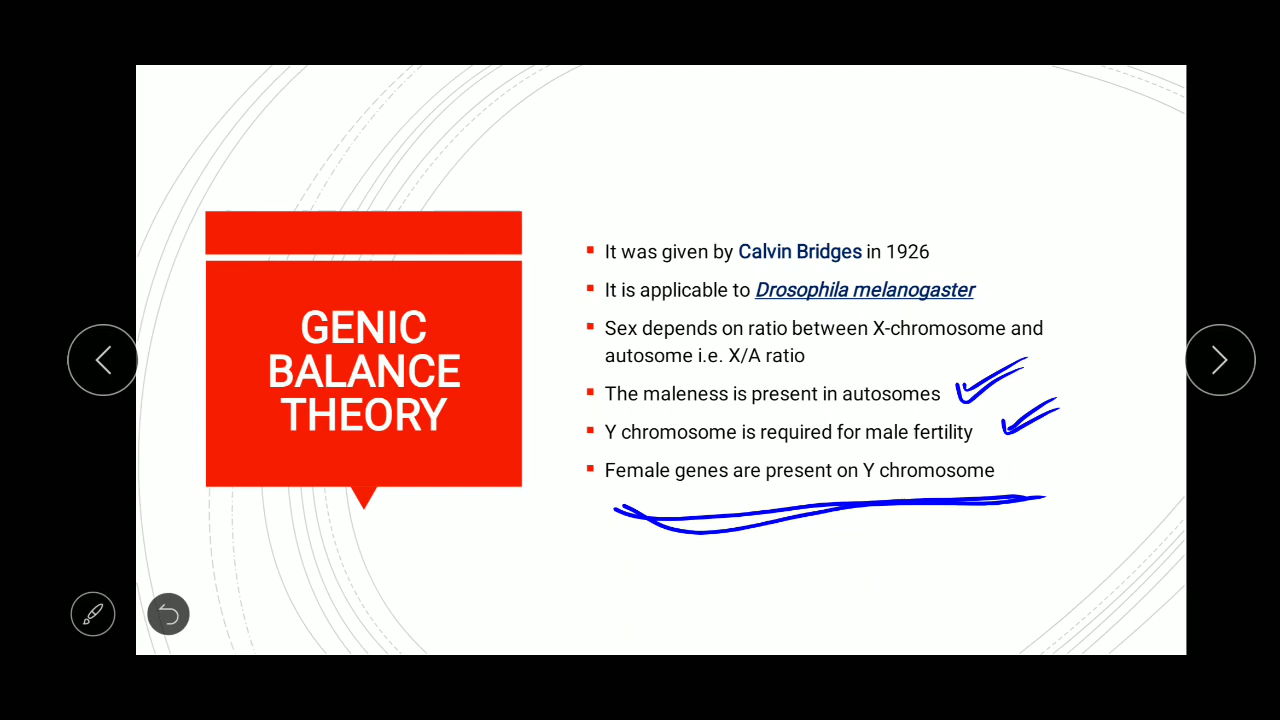 GENIC
BALANCE
THEORY
It was given by Calvin Bridges in 1926
It is applicable to Drosophila melanogaster
Sex depends on ratio between X-chromosome and
autosome i.e. X/A ratio
The maleness is present in autosomes
Y chromosome is required for male fertility
Female genes are present on Y chromosome